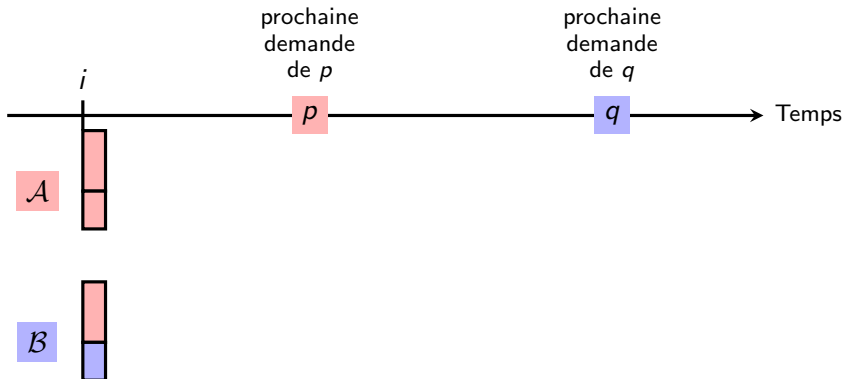 prochaine
demande
de p
prochaine
demande
de q
i
p
q
Temps
A
B